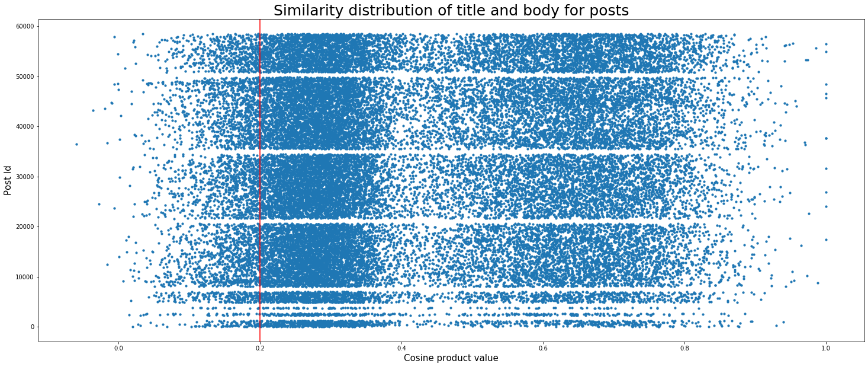 Similarity distribution of title and body for posts
60000
50000
40000
30000
20000
10000
0
Post Id
0.0 0.2 0.4 0.6 0.8 1.0
Cosine product value